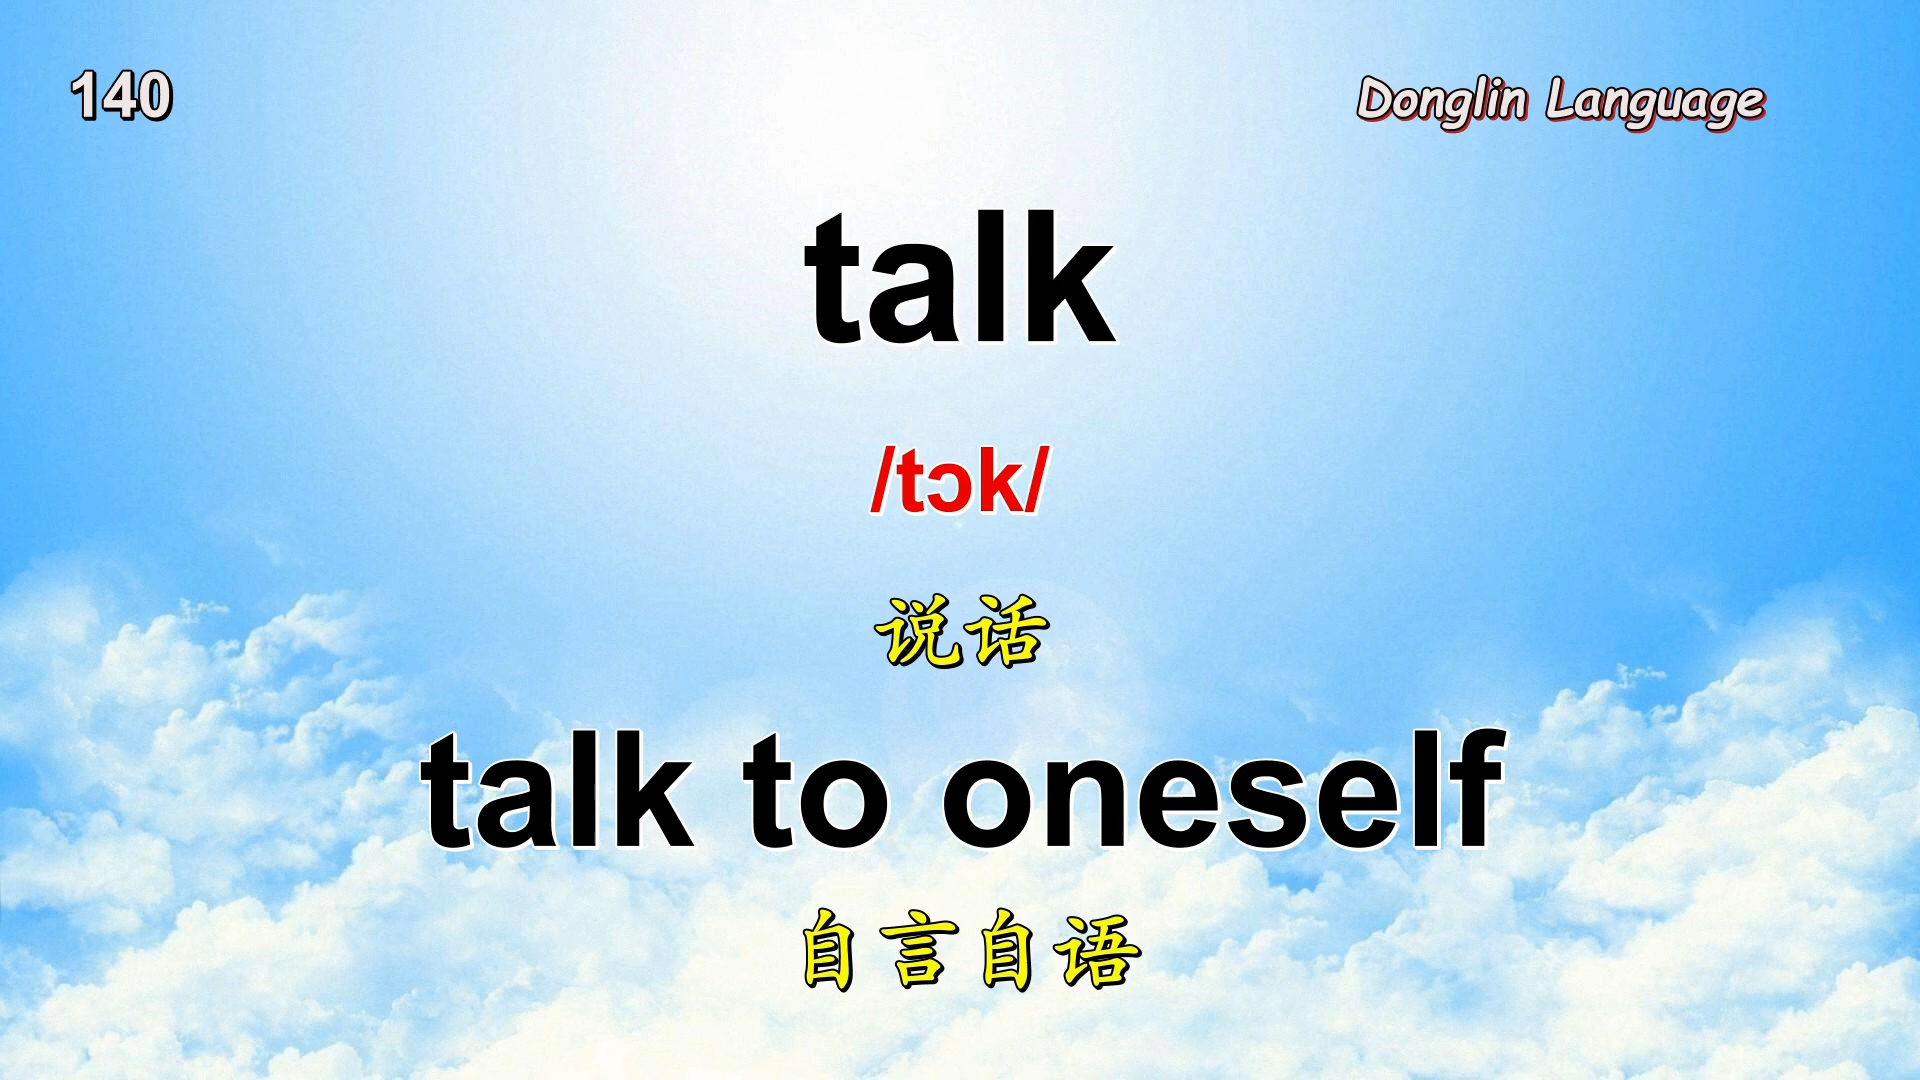 140
Donglin Language
talk
/tɔk/
说话
talk to oneself
自言自语